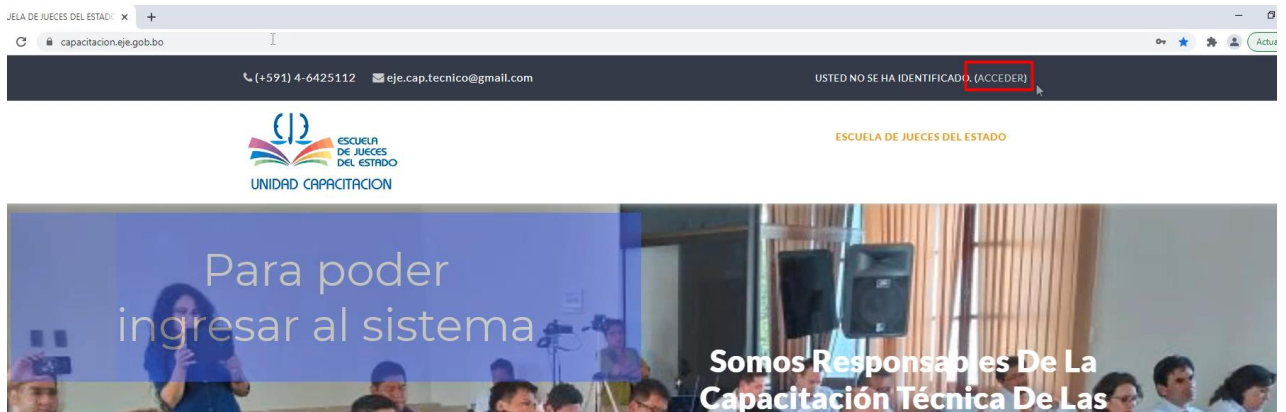 UELA DE JUECES DEL ESTADO
capacitacion.eje.gob.bo
Actua
(+591) 4-6425112 eje.cap.tecnico@gmail.com
USTED NO SE HA IDENTIFICADO. (ACCEDER)
ESCUELA
DE JUECES
DEL ESTADO
UNIDAD CAPACITACION
ESCUELA DE JUECES DEL ESTADO
Para poder
ingresar al sistema
Somos Responsables De La
Capacitación Técnica De Las